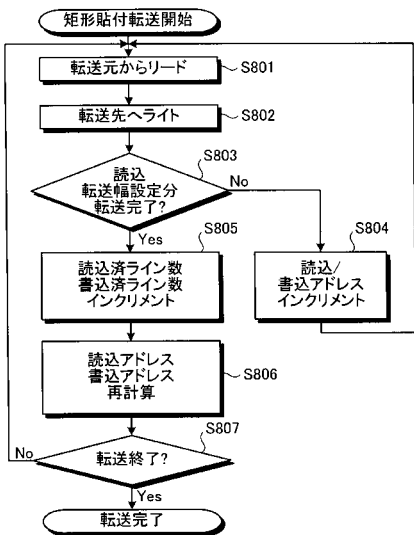 矩形貼付転送開始
転送元からリード
S801
転送先へライト
S802
S803
読込
転送幅設定分
転送完了?
No
Yes
S805
S804
読込済ライン数
書込済ライン数
インクリメント
読込/
書込アドレス
インクリメント
読込アドレス
書込アドレス
再計算
S806
S807
No
転送終了?
Yes
転送完了